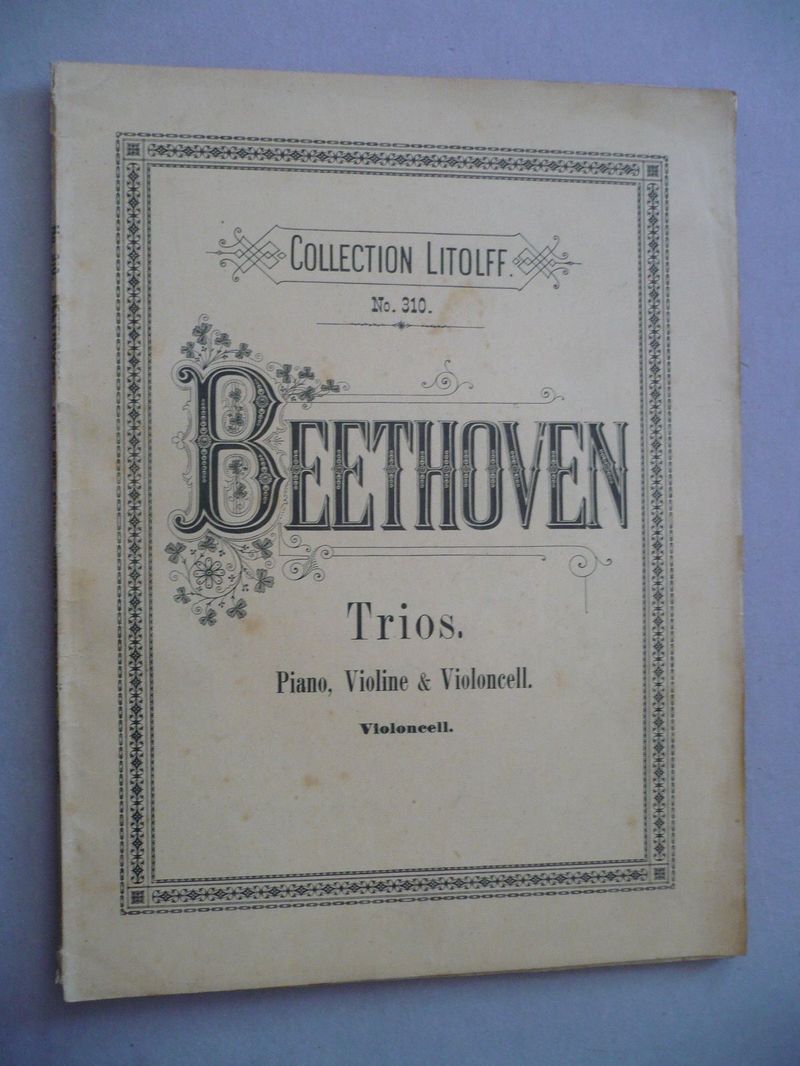 COLLECTION LITOLFF.
No. 310.
BEETHOVEN
Trios.
Piano, Violine & Violoncell.
Violoncell.